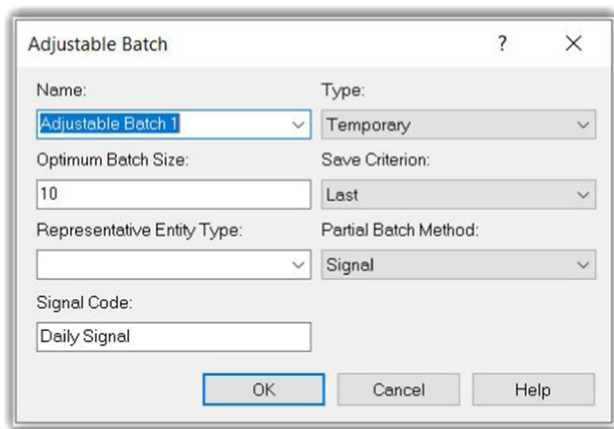 Adjustable Batch ?
Name: Type:
Adjustable Batch 1 Temporary
Optimum Batch Size: Save Criterion:
10 Last
Representative Entity Type: Partial Batch Method:
Signal
Signal Code:
Daily Signal
OK Cancel Help